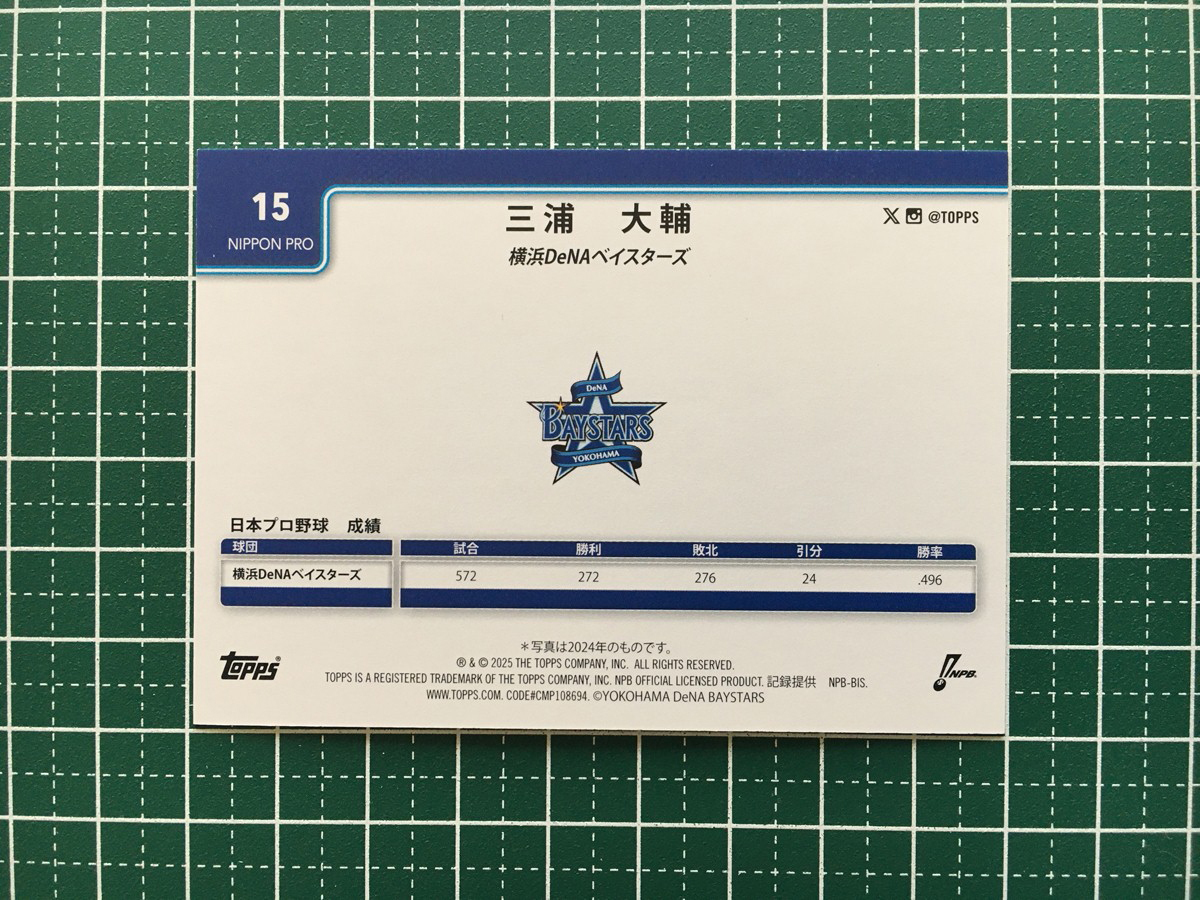 15
NIPPON PRO
三浦　大輔
横浜DeNAベイスターズ
@TOPPS
DeNA
BAYSTARS
YOKOHAMA
日本プロ野球　成績
球団 試合 勝利 敗北 引分 勝率
横浜DeNAベイスターズ 572 272 276 24 .496
＊写真は2024年のものです。
® & © 2025 THE TOPPS COMPANY, INC. ALL RIGHTS RESERVED.
TOPPS IS A REGISTERED TRADEMARK OF THE TOPPS COMPANY, INC. NPB OFFICIAL LICENSED PRODUCT. 記録提供　NPB-BIS.
WWW.TOPPS.COM. CODE#CMP108694. ©YOKOHAMA DeNA BAYSTARS
topps®
NPB